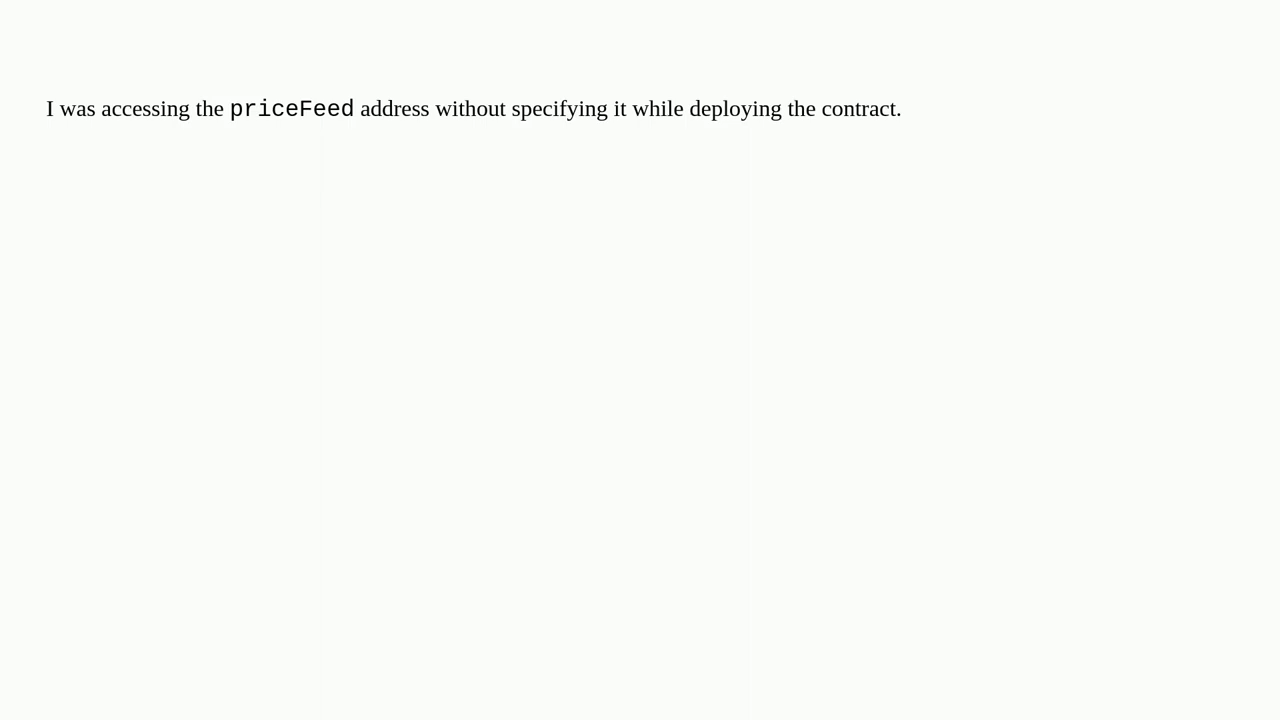 I was accessing the priceFeed address without specifying it while deploying the contract.